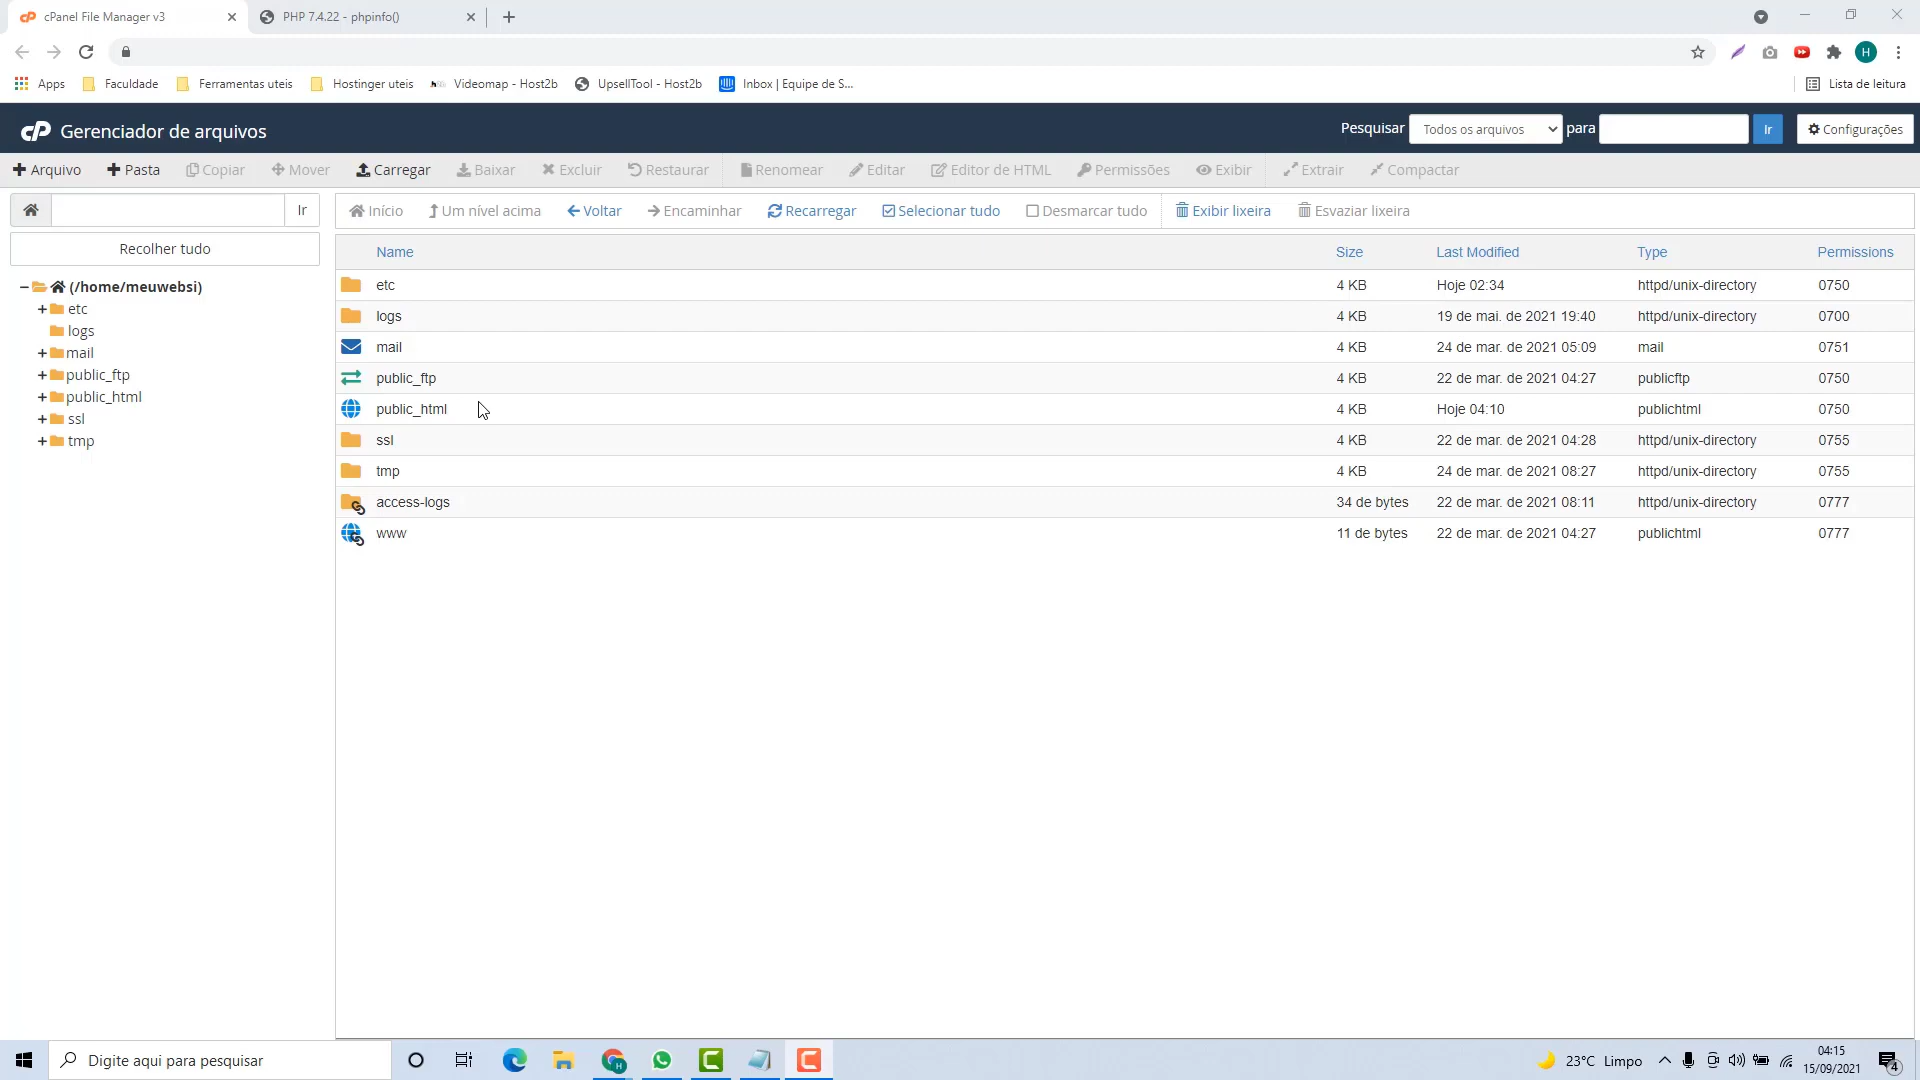 cPanel File Manager v3
PHP 7.4.22 - phpinfo()
H
Apps
Faculdade
Ferramentas uteis
Hostinger uteis
Videomap - Host2b
UpsellTool - Host2b
Inbox | Equipe de S...
Lista de leitura
cP Gerenciador de arquivos
Pesquisar Todos os arquivos para Ir Configurações
Arquivo Pasta Copiar Mover Carregar Baixar Excluir Restaurar Renomear Editar Editor de HTML Permissões Exibir Extrair Compactar
Ir
Início Um nível acima Voltar Encaminhar Recarregar Selecionar tudo Desmarcar tudo Exibir lixeira Esvaziar lixeira
Recolher tudo
(/home/meuwebsi)
etc
logs
mail
public_ftp
public_html
ssl
tmp
Name Size Last Modified Type Permissions
etc 4 KB Hoje 02:34 httpd/unix-directory 0750
logs 4 KB 19 de mai. de 2021 19:40 httpd/unix-directory 0700
mail 4 KB 24 de mar. de 2021 05:09 mail 0751
public_ftp 4 KB 22 de mar. de 2021 04:27 publicftp 0750
public_html 4 KB Hoje 04:10 publichtml 0750
ssl 4 KB 22 de mar. de 2021 04:28 httpd/unix-directory 0755
tmp 4 KB 24 de mar. de 2021 08:27 httpd/unix-directory 0755
access-logs 34 de bytes 22 de mar. de 2021 08:11 httpd/unix-directory 0777
www 11 de bytes 22 de mar. de 2021 04:27 publichtml 0777
Digite aqui para pesquisar
23°C Limpo
04:15
15/09/2021
4